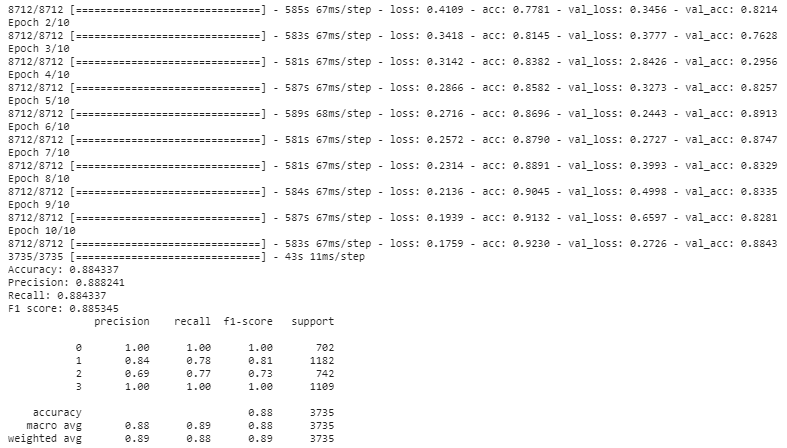 8712/8712 [==============================] - 585s 67ms/step - loss: 0.4109 - acc: 0.7781 - val_loss: 0.3456 - val_acc: 0.8214
Epoch 2/10
8712/8712 [==============================] - 583s 67ms/step - loss: 0.3418 - acc: 0.8145 - val_loss: 0.3777 - val_acc: 0.7628
Epoch 3/10
8712/8712 [==============================] - 581s 67ms/step - loss: 0.3142 - acc: 0.8382 - val_loss: 2.8426 - val_acc: 0.2956
Epoch 4/10
8712/8712 [==============================] - 583s 67ms/step - loss: 0.2866 - acc: 0.8582 - val_loss: 0.3273 - val_acc: 0.8257
Epoch 5/10
8712/8712 [==============================] - 589s 68ms/step - loss: 0.2716 - acc: 0.8696 - val_loss: 0.2443 - val_acc: 0.8913
Epoch 6/10
8712/8712 [==============================] - 581s 67ms/step - loss: 0.2572 - acc: 0.8790 - val_loss: 0.2727 - val_acc: 0.8747
Epoch 7/10
8712/8712 [==============================] - 581s 67ms/step - loss: 0.2314 - acc: 0.8891 - val_loss: 0.3993 - val_acc: 0.8329
Epoch 8/10
8712/8712 [==============================] - 584s 67ms/step - loss: 0.2136 - acc: 0.9045 - val_loss: 0.4998 - val_acc: 0.8335
Epoch 9/10
8712/8712 [==============================] - 587s 67ms/step - loss: 0.1939 - acc: 0.9132 - val_loss: 0.6597 - val_acc: 0.8281
Epoch 10/10
8712/8712 [==============================] - 583s 67ms/step - loss: 0.1759 - acc: 0.9230 - val_loss: 0.2726 - val_acc: 0.8843
3735/3735 [==============================] - 43s 11ms/step
Accuracy: 0.884337
Precision: 0.888241
Recall: 0.884337
F1 score: 0.885345
precision recall f1-score support
0 1.00 1.00 1.00 702
1 0.84 0.78 0.81 1182
2 0.69 0.77 0.73 742
3 1.00 1.00 1.00 1109
accuracy 0.88 3735
macro avg 0.88 0.89 0.88 3735
weighted avg 0.89 0.88 0.89 3735